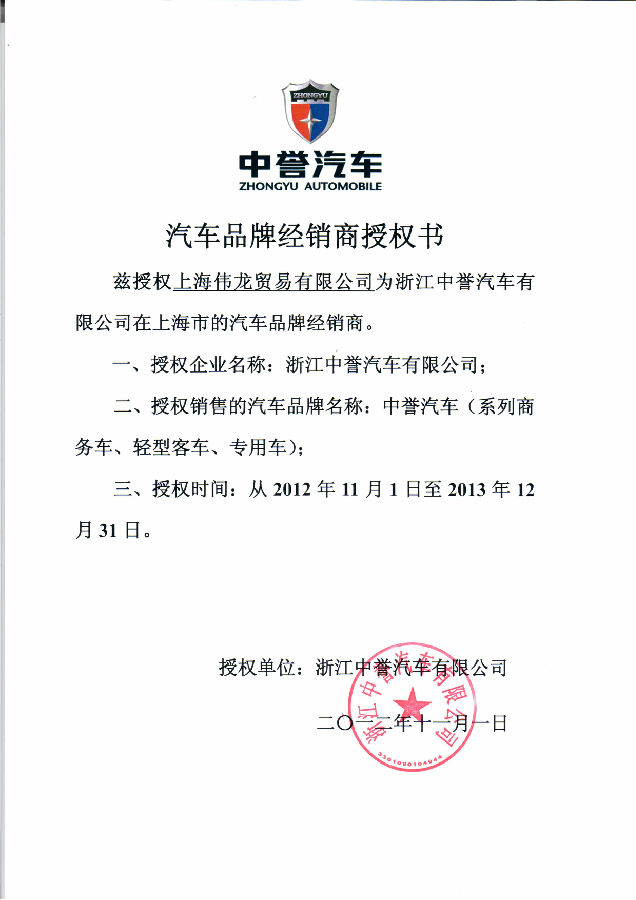 ZHONGYU
中誉汽车
ZHONGYU AUTOMOBILE
汽车品牌经销商授权书
兹授权上海伟龙贸易有限公司为浙江中誉汽车有
限公司在上海市的汽车品牌经销商。
一、授权企业名称：浙江中誉汽车有限公司；
二、授权销售的汽车品牌名称：中誉汽车（系列商
务车、轻型客车、专用车）；
三、授权时间：从 2012 年 11 月 1 日至 2013 年 12
月 31 日。
授权单位：浙江中誉汽车有限公司
二〇一二年十一月一日
浙江中誉汽车有限公司
3301080104944